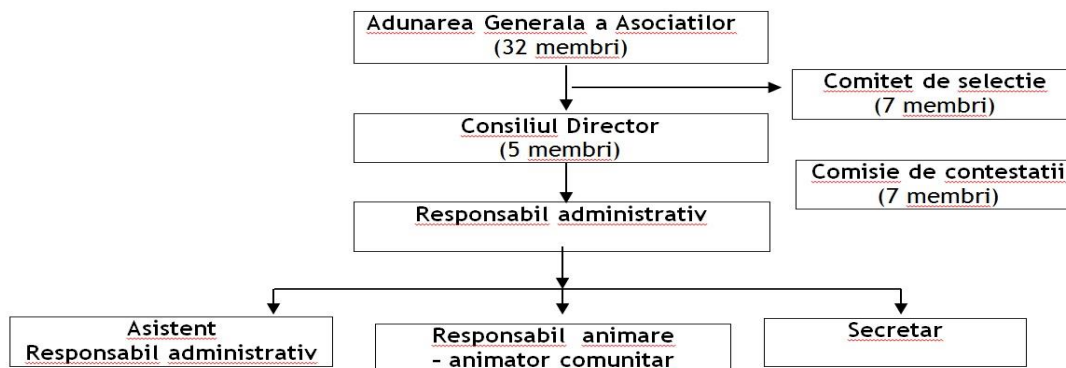 Adunarea Generala a Asociatilor
(32 membri)
Comitet de selectie
(7 membri)
Consiliul Director
(5 membri)
Comisie de contestatii
(7 membri)
Responsabil administrativ
Asistent
Responsabil administrativ
Responsabil animare
- animator comunitar
Secretar